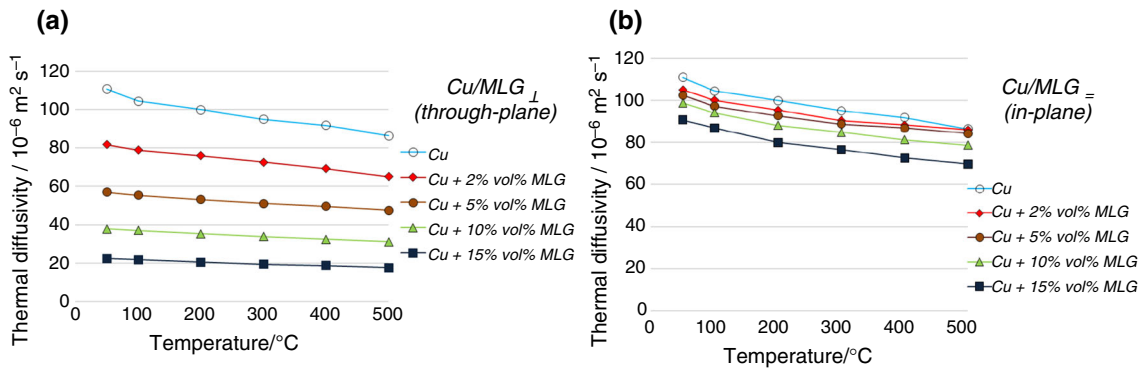 (a)
Thermal diffusivity / 10⁻⁶ m² s⁻¹
120
100
80
60
40
20
0
0 100 200 300 400 500
Temperature/°C
Cu/MLG⊥
(through-plane)
Cu
Cu + 2% vol% MLG
Cu + 5% vol% MLG
Cu + 10% vol% MLG
Cu + 15% vol% MLG
(b)
Thermal diffusivity / 10⁻⁶ m² s⁻¹
120
100
80
60
40
20
0
0 100 200 300 400 500
Temperature/°C
Cu/MLG₌
(in-plane)
Cu
Cu + 2% vol% MLG
Cu + 5% vol% MLG
Cu + 10% vol% MLG
Cu + 15% vol% MLG